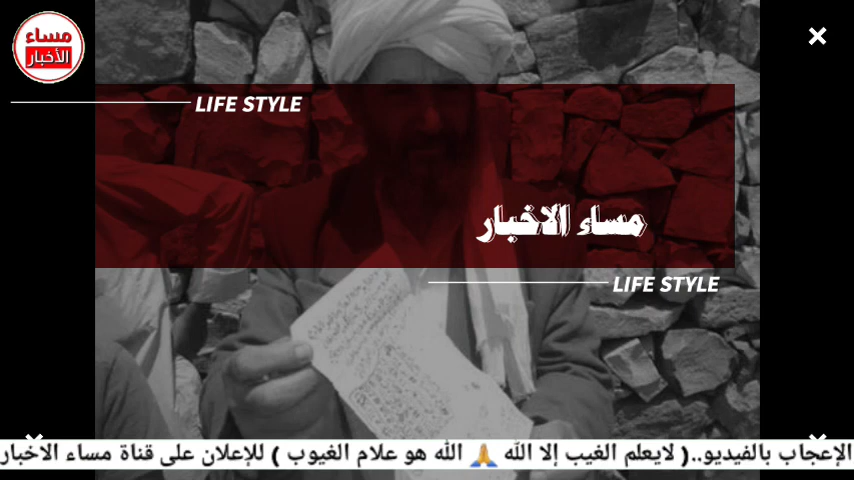 مساء
الأخبار
LIFE STYLE
مساء الاخبار
LIFE STYLE
الإعجاب بالفيديو..( لايعلم الغيب إلا الله 🙏 الله هو علام الغيوب ) للإعلان على قناة مساء الاخبار